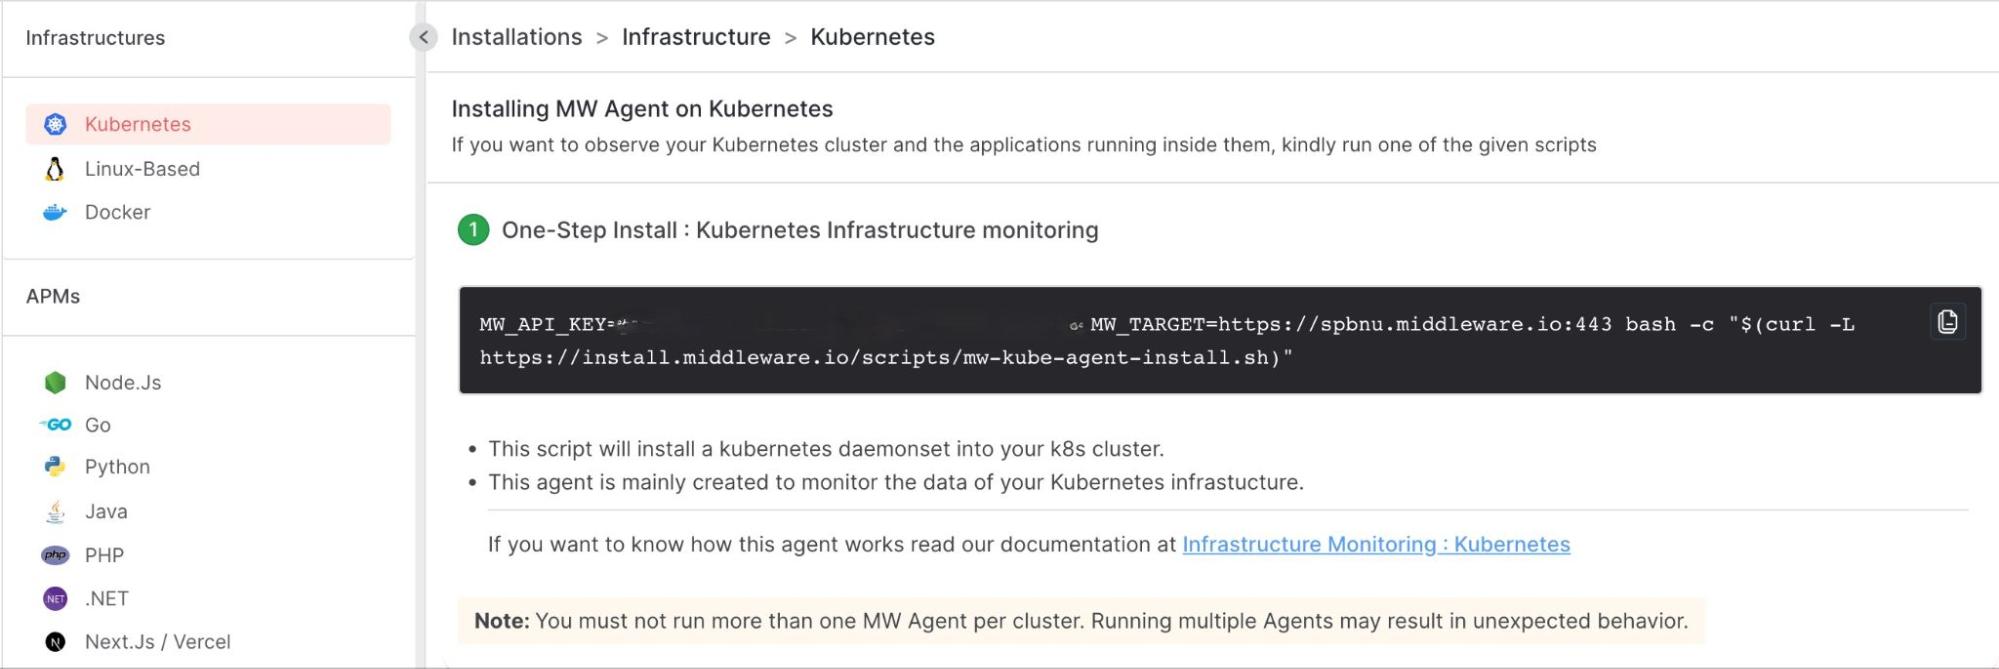 Infrastructures
Kubernetes
Linux-Based
Docker
APMs
Node.Js
GO Go
Python
Java
php PHP
NET .NET
N Next.Js / Vercel
Installations > Infrastructure > Kubernetes
Installing MW Agent on Kubernetes
If you want to observe your Kubernetes cluster and the applications running inside them, kindly run one of the given scripts
1 One-Step Install : Kubernetes Infrastructure monitoring
MW_API_KEY= MW_TARGET=https://spbnu.middleware.io:443 bash -c "$(curl -L
https://install.middleware.io/scripts/mw-kube-agent-install.sh)"
• This script will install a kubernetes daemonset into your k8s cluster.
• This agent is mainly created to monitor the data of your Kubernetes infrastucture.
If you want to know how this agent works read our documentation at Infrastructure Monitoring : Kubernetes
Note: You must not run more than one MW Agent per cluster. Running multiple Agents may result in unexpected behavior.